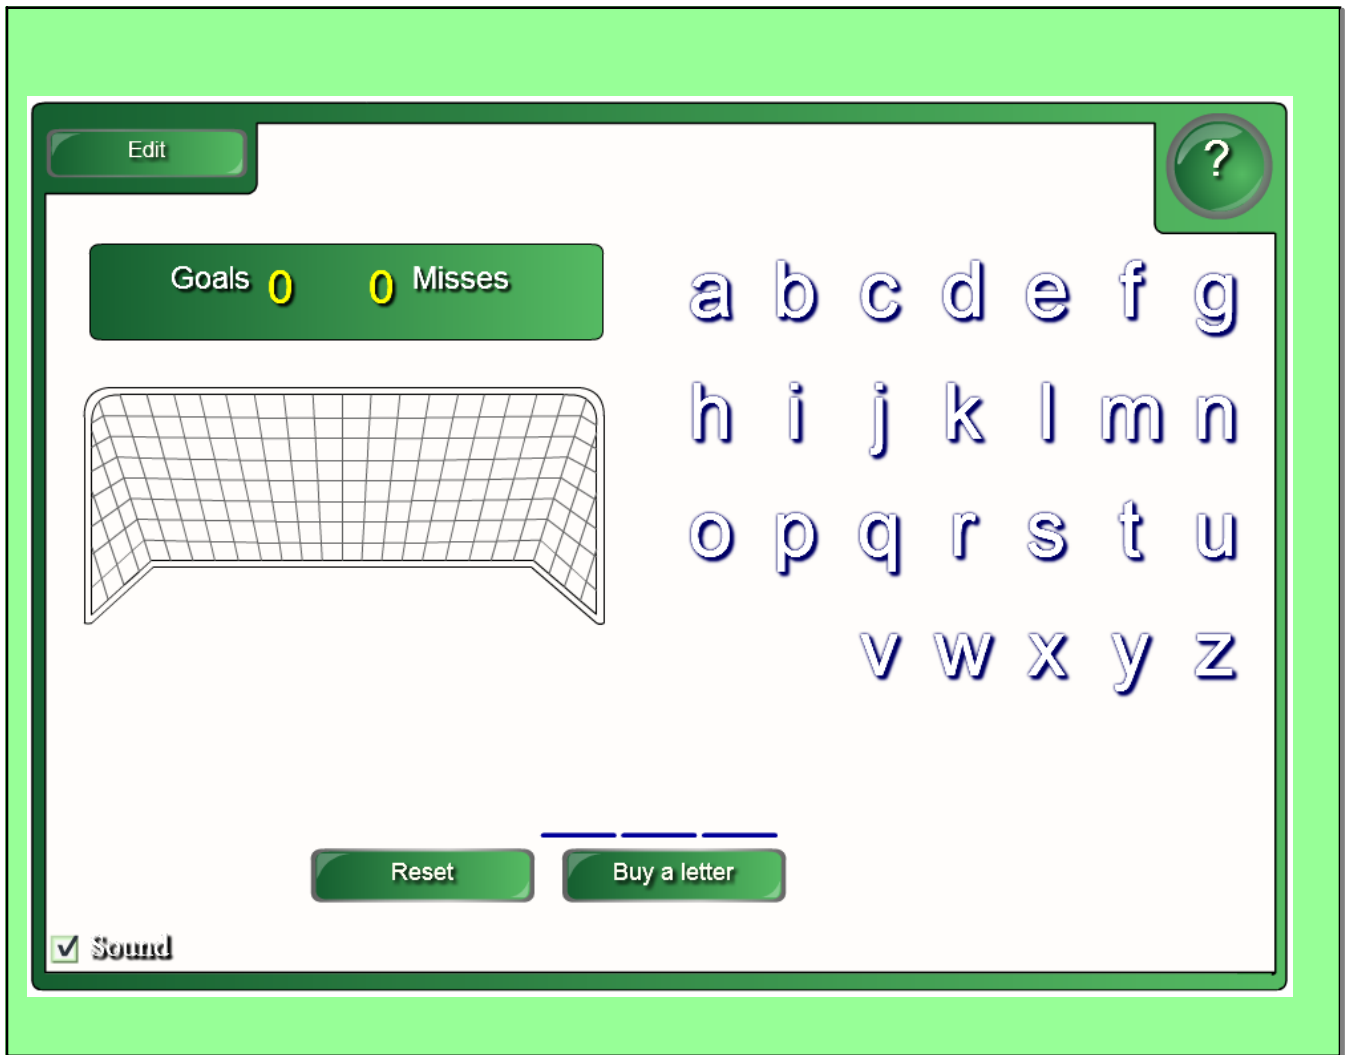 Edit
?
Goals 0 0 Misses
a b c d e f g
h i j k l m n
o p q r s t u
v w x y z
Reset Buy a letter
Sound